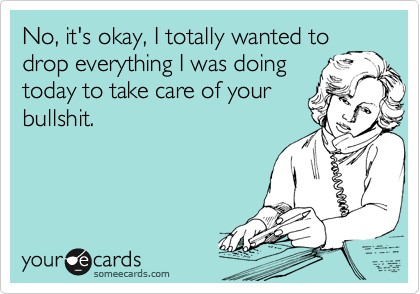 No, it's okay, I totally wanted to
drop everything I was doing
today to take care of your
bullshit.
your e cards
someecards.com